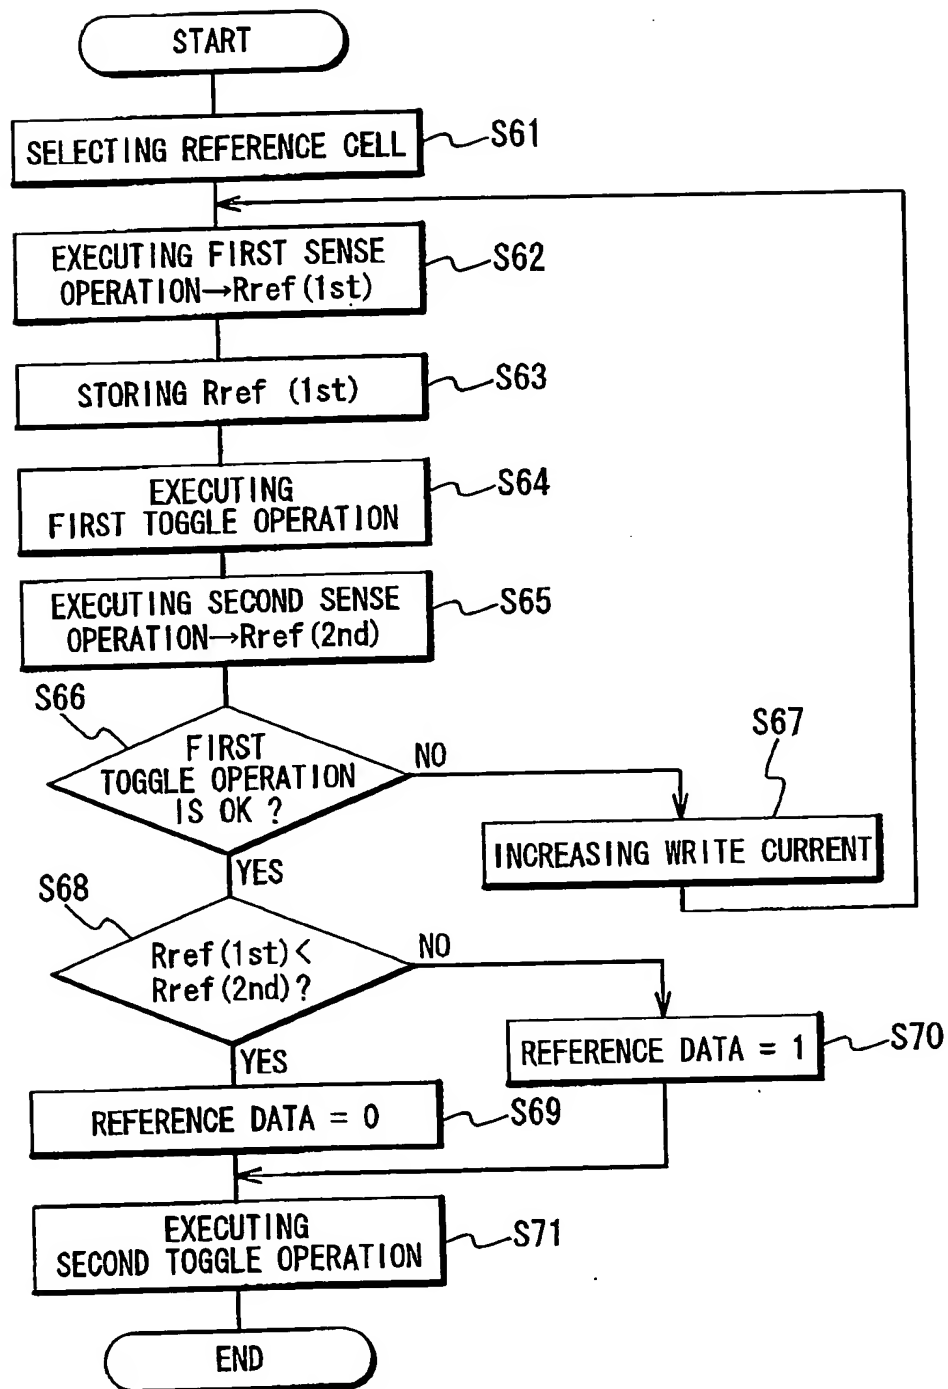 START
SELECTING REFERENCE CELL
S61
EXECUTING FIRST SENSE
OPERATION→Rref(1st)
S62
STORING Rref (1st)
S63
EXECUTING
FIRST TOGGLE OPERATION
S64
EXECUTING SECOND SENSE
OPERATION→Rref(2nd)
S65
S66
FIRST
TOGGLE OPERATION
IS OK ?
NO
S67
INCREASING WRITE CURRENT
YES
S68
Rref(1st)<
Rref(2nd)?
NO
REFERENCE DATA = 1
S70
YES
REFERENCE DATA = 0
S69
EXECUTING
SECOND TOGGLE OPERATION
S71
END